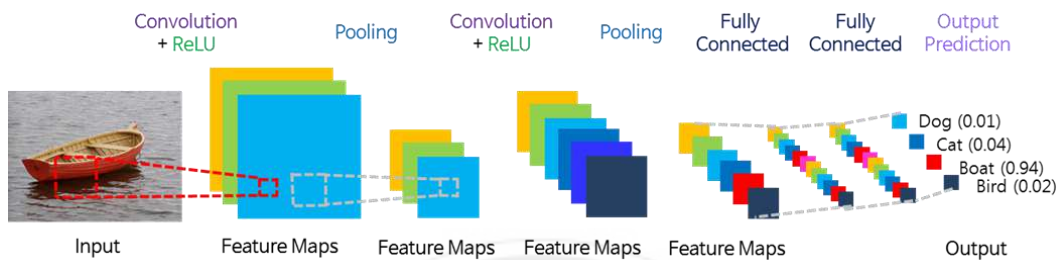 Convolution
+ ReLU
Pooling
Convolution
+ ReLU
Pooling
Fully
Connected
Fully
Connected
Output
Prediction
Dog (0.01)
Cat (0.04)
Boat (0.94)
Bird (0.02)
Input
Feature Maps
Feature Maps
Feature Maps
Feature Maps
Output